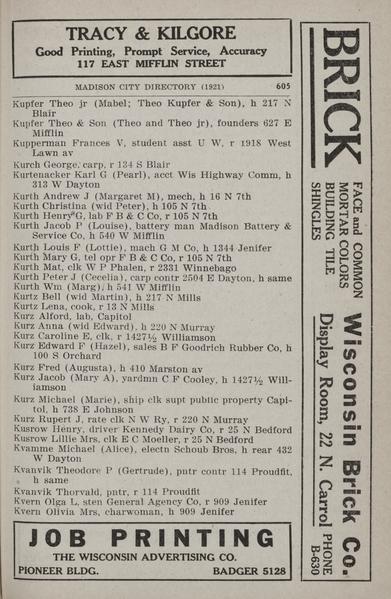 TRACY & KILGORE
Good Printing, Prompt Service, Accuracy
117 EAST MIFFLIN STREET
MADISON CITY DIRECTORY (1921) 605
Kupfer Theo jr (Mabel; Theo Kupfer & Son), h 217 N
Blair
Kupfer Theo & Son (Theo and Theo jr), founders 627 E
Mifflin
Kupperman Frances V, student asst U W, r 1918 West
Lawn av
Kurch George, carp, r 134 S Blair
Kurtenacker Karl G (Pearl), acct Wis Highway Comm, h
313 W Dayton
Kurth Andrew J (Margaret M), mech, h 16 N 7th
Kurth Christina (wid Peter), h 105 N 7th
Kurth Henry G, lab F B & C Co, r 105 N 7th
Kurth Jacob P (Louise), battery man Madison Battery &
Service Co, h 540 W Mifflin
Kurth Louis F (Lottie), mach G M Co, h 1344 Jenifer
Kurth Mary G, tel opr F B & C Co, r 105 N 7th
Kurth Mat, clk W P Phalen, r 2331 Winnebago
Kurth Peter J (Cecelia), carp contr 2504 E Dayton, h same
Kurth Wm (Marg), h 541 W Mifflin
Kurtz Bell (wid Martin), h 217 N Mills
Kurtz Lena, cook, r 13 N Mills
Kurz Alford, lab, Capitol
Kurz Anna (wid Edward), h 220 N Murray
Kurz Caroline E, clk, r 1427½ Williamson
Kurz Edward F (Hazel), sales B F Goodrich Rubber Co, h
100 S Orchard
Kurz Fred (Augusta), h 410 Marston av
Kurz Jacob (Mary A), yardmn C F Cooley, h 1427½ Will-
iamson
Kurz Michael (Marie), ship clk supt public property Capi-
tol, h 738 E Johnson
Kurz Rupert J, rate clk N W Ry, r 220 N Murray
Kusrow Henry, driver Kennedy Dairy Co, r 25 N Bedford
Kusrow Lillie Mrs, clk E C Moeller, r 25 N Bedford
Kvamme Michael (Alice), electn Schoub Bros, h rear 432
W Dayton
Kvanvik Theodore P (Gertrude), pntr contr 114 Proudfit,
h same
Kvanvik Thorvald, pntr, r 114 Proudfit
Kvern Olga L, sten General Agency Co, r 909 Jenifer
Kvern Olivia Mrs, charwoman, h 909 Jenifer
JOB PRINTING
THE WISCONSIN ADVERTISING CO.
PIONEER BLDG. BADGER 5128
BRICK
FACE and COMMON
MORTAR COLORS
BUILDING TILE
SHINGLES
Wisconsin Brick Co.
Display Room, 22 N. Carrol
PHONE
B-630